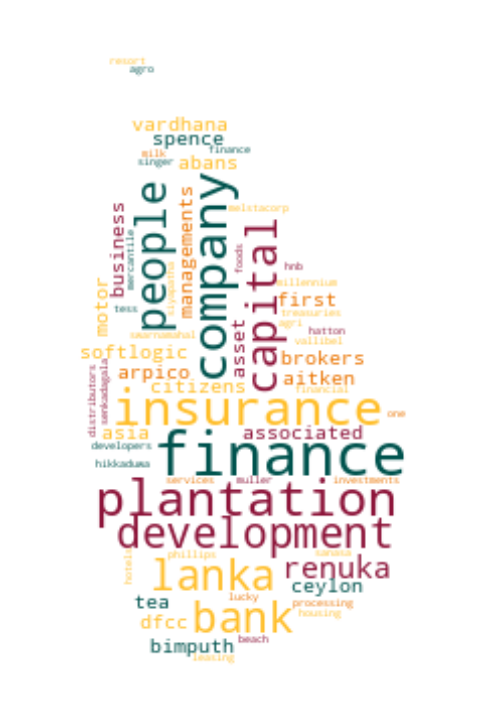 resort
agro
vardhana
spence
finance
milk
singer
abans
people
company
managements
business
mercantile
melstacorp
capital
foods
hnb
siyapatha
motor
tess
millennium
first
treasuries
agri
swarnamahal
asset
hatton
vallibel
softlogic
brokers
arpico
aitken
citizens
financial
distributors
senkadagala
insurance
one
asia
associated
developers
finance
hikkaduwa
services
muller
investments
plantation
development
phillips
sanasa
hotels
lanka
renuka
ceylon
tea
lucky
processing
dfcc
bank
housing
bimputh
beach
leasing